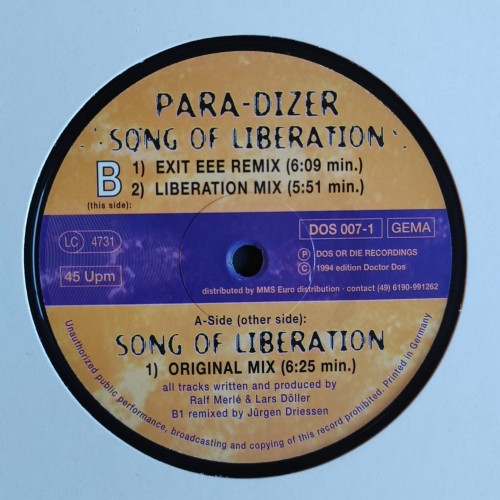 PARA-DIZER
SONG OF LIBERATION
B
(this side):
1) EXIT EEE REMIX (6:09 min.)
2) LIBERATION MIX (5:51 min.)
LC 4731
45 Upm
DOS 007-1 GEMA
P DOS OR DIE RECORDINGS
C 1994 edition Doctor Dos
distributed by MMS Euro distribution · contact (49) 6190-991262
A-Side (other side):
SONG OF LIBERATION
1) ORIGINAL MIX (6:25 min.)
all tracks written and produced by
Ralf Merlé & Lars Döller
B1 remixed by Jürgen Driessen
Unauthorized public performance, broadcasting and copying of this record prohibited. Printed in Germany